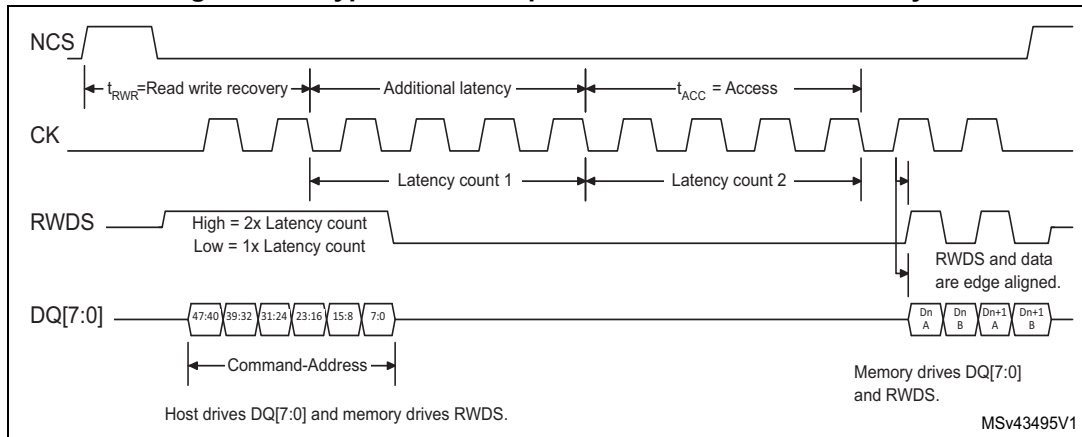 NCS
t_RWR=Read write recovery
Additional latency
t_ACC = Access
CK
Latency count 1
Latency count 2
RWDS
High = 2x Latency count
Low = 1x Latency count
RWDS and data
are edge aligned.
DQ[7:0]
47:40 39:32 31:24 23:16 15:8 7:0
Dn A
Dn B
Dn+1 A
Dn+1 B
Command-Address
Memory drives DQ[7:0]
and RWDS.
Host drives DQ[7:0] and memory drives RWDS.
MSv43495V1